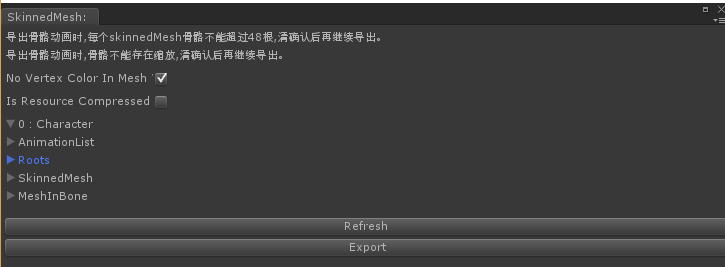 SkinnedMesh:
导出骨骼动画时,每个skinnedMesh骨骼不能超过48根,清确认后再继续导出。
导出骨骼动画时,骨骼不能存在缩放,清确认后再继续导出。
No Vertex Color In Mesh
Is Resource Compressed
0 : Character
AnimationList
Roots
SkinnedMesh
MeshInBone
Refresh
Export